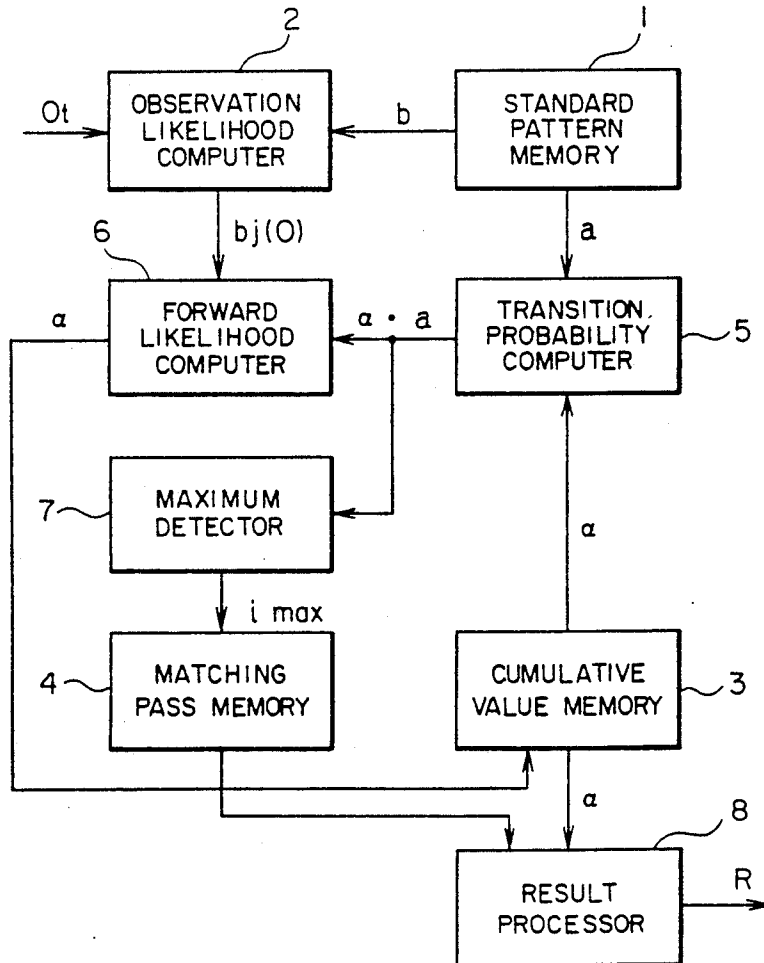 2
1
OBSERVATION
LIKELIHOOD
COMPUTER
STANDARD
PATTERN
MEMORY
Ot
b
bj(O)
a
6
FORWARD
LIKELIHOOD
COMPUTER
TRANSITION
PROBABILITY
COMPUTER
5
α
α · a
7
MAXIMUM
DETECTOR
α
i max
4
MATCHING
PASS MEMORY
CUMULATIVE
VALUE MEMORY
3
α
8
RESULT
PROCESSOR
R